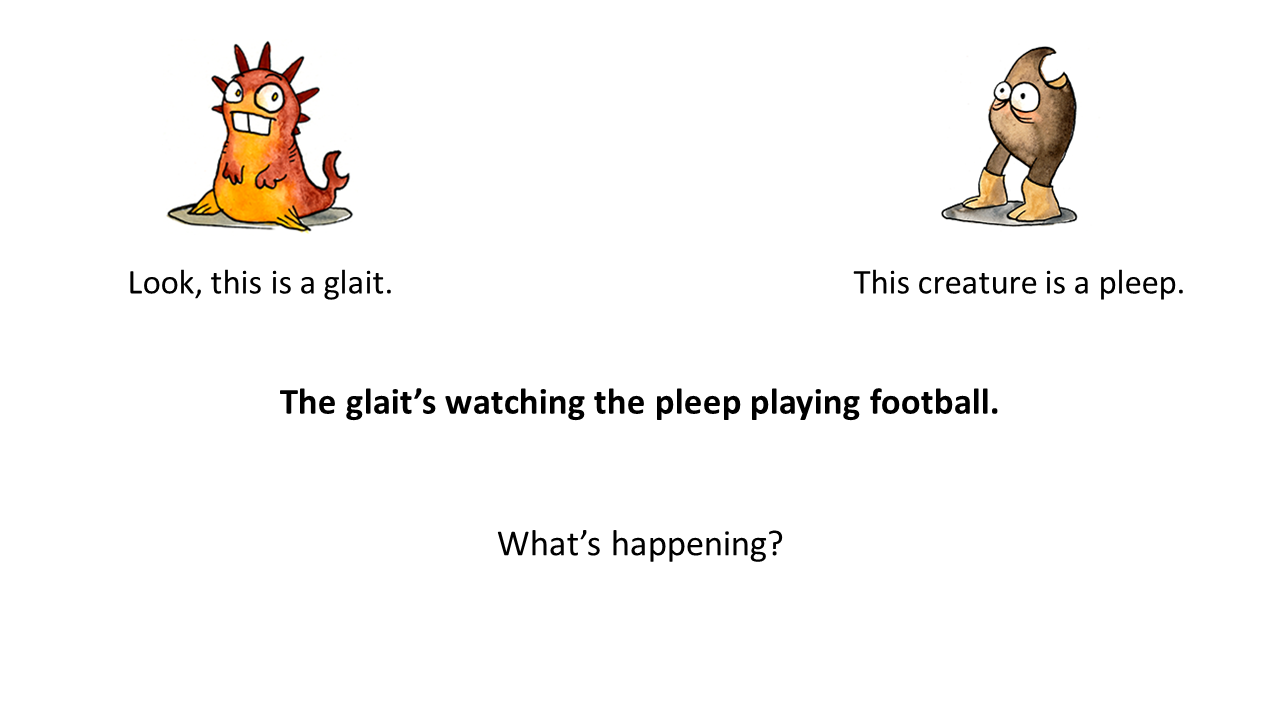 Look, this is a glait.
This creature is a pleep.
The glait’s watching the pleep playing football.
What’s happening?